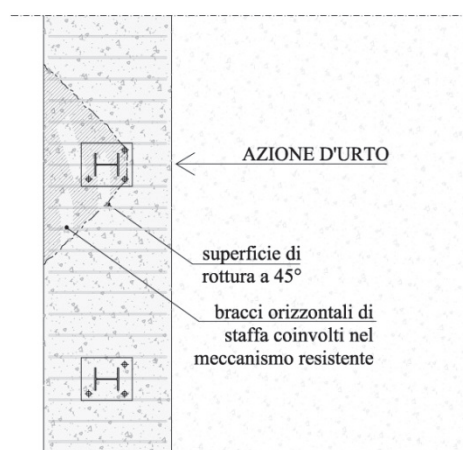 AZIONE D'URTO
superficie di
rottura a 45°
bracci orizzontali di
staffa coinvolti nel
meccanismo resistente